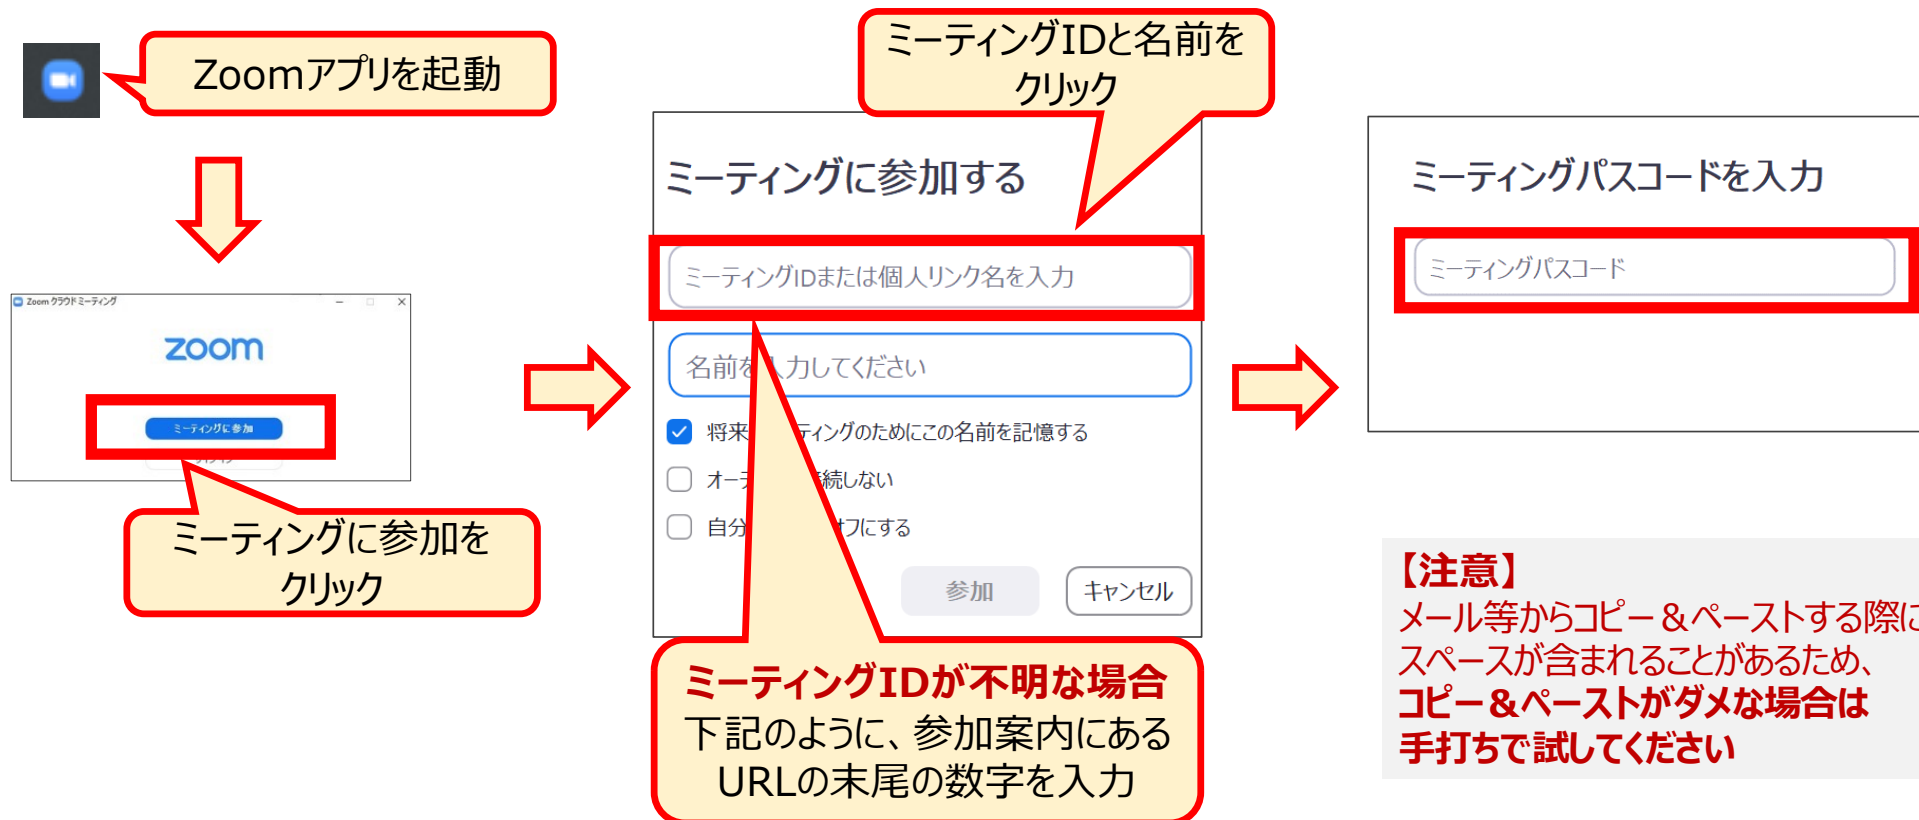 Zoomアプリを起動
Zoom クラウド ミーティング
zoom
ミーティングに参加
ミーティングに参加を
クリック
ミーティングIDと名前を
クリック
ミーティングに参加する
ミーティングIDまたは個人リンク名を入力
名前を 力してください
将来 ティングのためにこの名前を記憶する
オー 続しない
自分 オフにする
参加
キャンセル
ミーティングIDが不明な場合
下記のように、参加案内にある
URLの末尾の数字を入力
ミーティングパスコードを入力
ミーティングパスコード
【注意】
メール等からコピー＆ペーストする際に
スペースが含まれることがあるため、
コピー＆ペーストがダメな場合は
手打ちで試してください